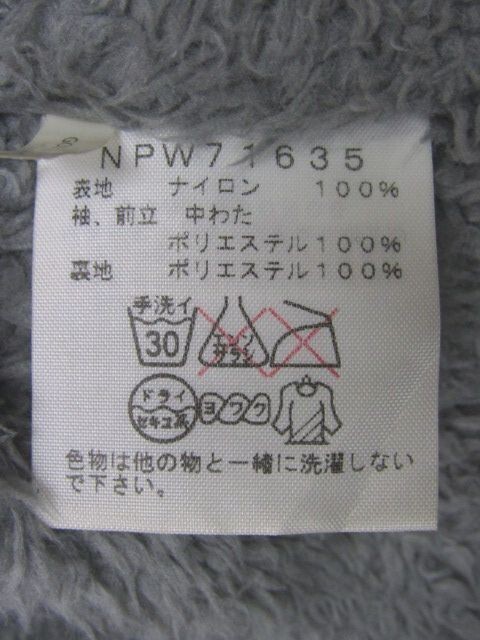 NPW71635
表地 ナイロン 100%
袖、前立 中わた
ポリエステル100%
裏地 ポリエステル100%
手洗イ
30
エンソ
サラシ
ドライ
セキユ系
ヨワク
色物は他の物と一緒に洗濯しない
で下さい。